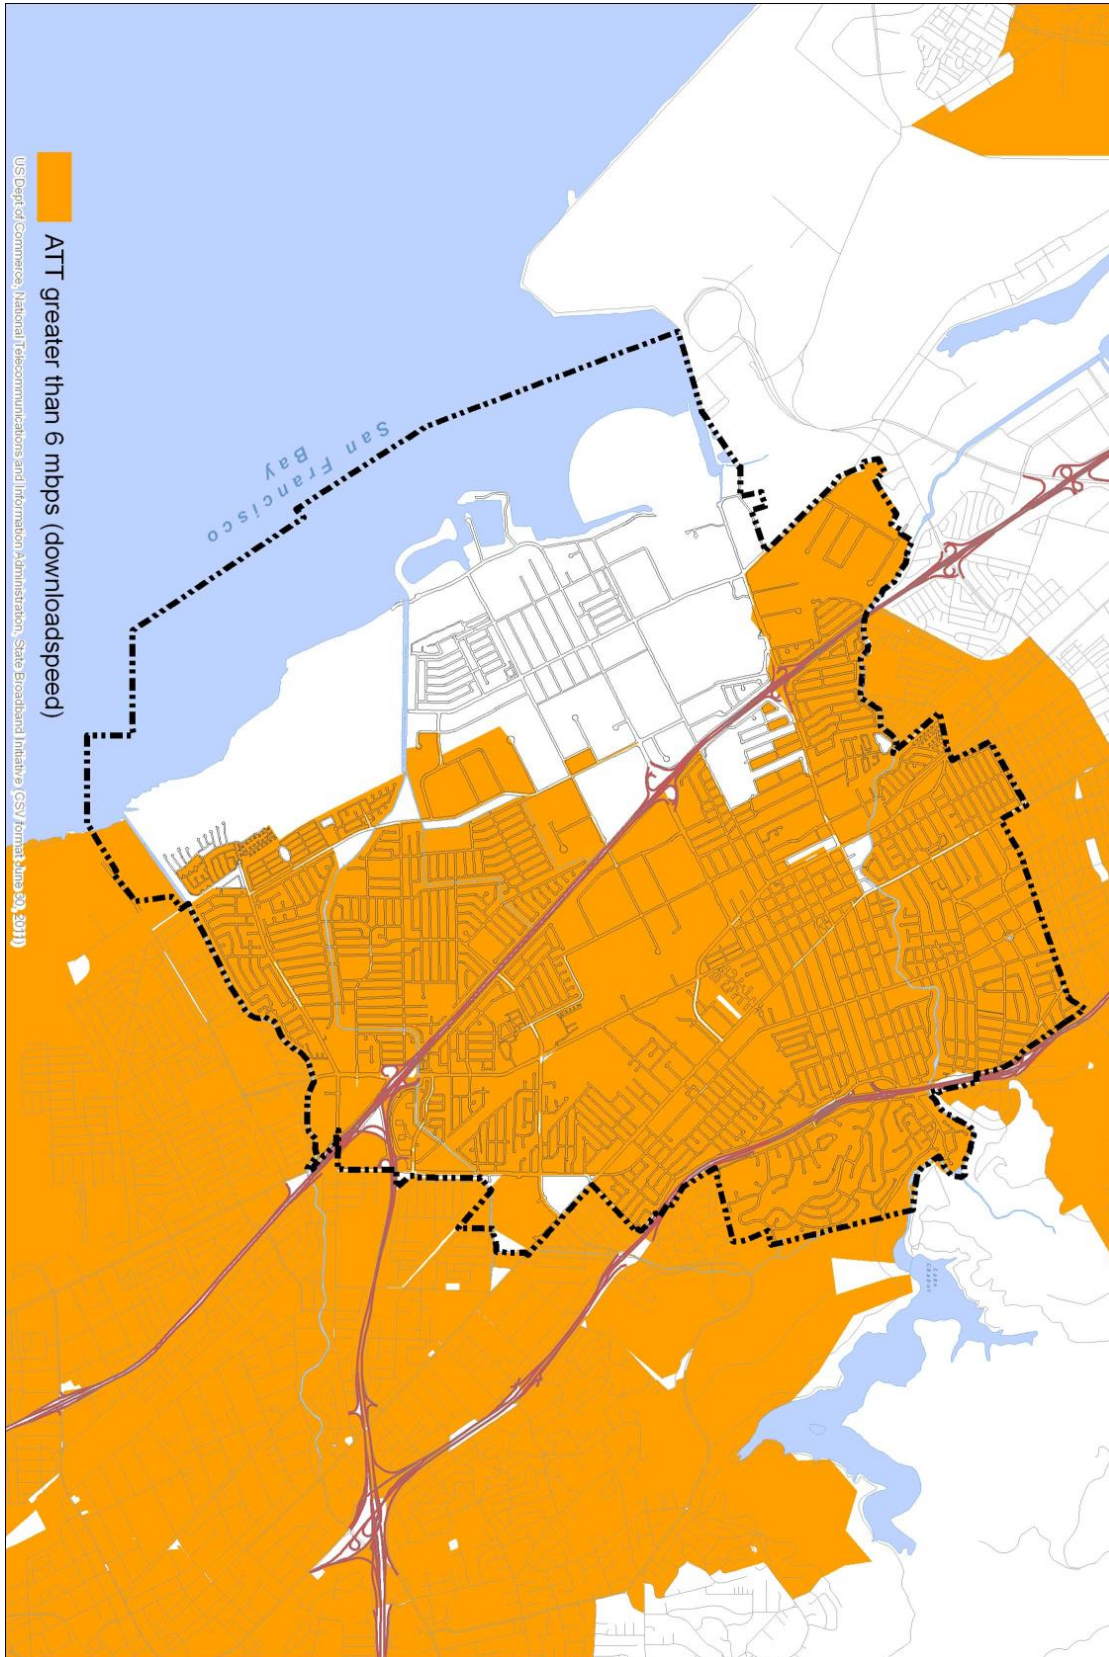 ATT greater than 6 mbps (downloadspeed)
US Dept of Commerce, National Telecommunications and Information Administration, State Broadband Initiative (CSV format June 30, 2011)
San Francisco
Bay